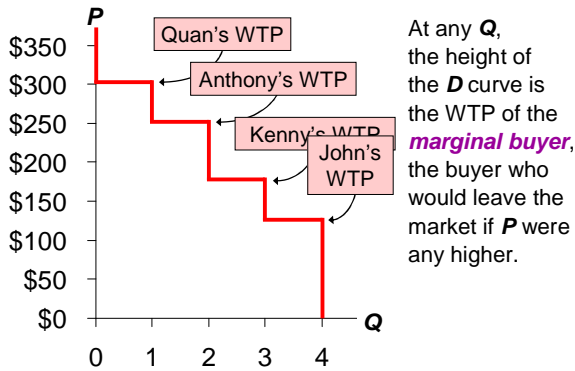 P
$350
$300
$250
$200
$150
$100
$50
$0
0 1 2 3 4
Q
Quan's WTP
Anthony's WTP
Kenny's WTP
John's
WTP
At any Q,
the height of
the D curve is
the WTP of the
marginal buyer,
the buyer who
would leave the
market if P were
any higher.